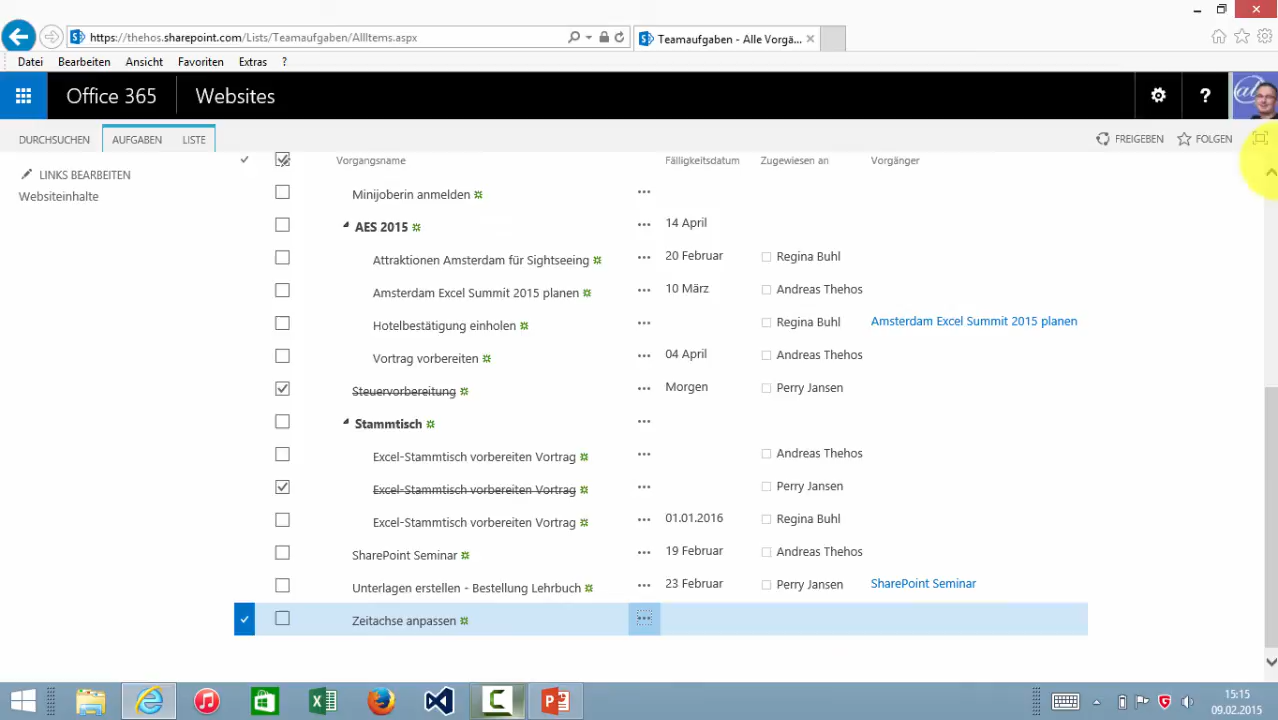 https://thehos.sharepoint.com/Lists/Teamaufgaben/AllItems.aspx
Teamaufgaben - Alle Vorgä...
Datei Bearbeiten Ansicht Favoriten Extras ?
Office 365 Websites ?
DURCHSUCHEN AUFGABEN LISTE FREIGEBEN FOLGEN
LINKS BEARBEITEN
Websiteinhalte
Vorgangsname Fälligkeitsdatum Zugewiesen an Vorgänger
Minijoberin anmelden ...
AES 2015 ... 14 April
Attraktionen Amsterdam für Sightseeing ... 20 Februar Regina Buhl
Amsterdam Excel Summit 2015 planen ... 10 März Andreas Thehos
Hotelbestätigung einholen ... Regina Buhl Amsterdam Excel Summit 2015 planen
Vortrag vorbereiten ... 04 April Andreas Thehos
Steuervorbereitung ... Morgen Perry Jansen
Stammtisch ...
Excel-Stammtisch vorbereiten Vortrag ... Andreas Thehos
Excel-Stammtisch vorbereiten Vortrag ... Perry Jansen
Excel-Stammtisch vorbereiten Vortrag ... 01.01.2016 Regina Buhl
SharePoint Seminar ... 19 Februar Andreas Thehos
Unterlagen erstellen - Bestellung Lehrbuch ... 23 Februar Perry Jansen SharePoint Seminar
Zeitachse anpassen ...
15:15
09.02.2015